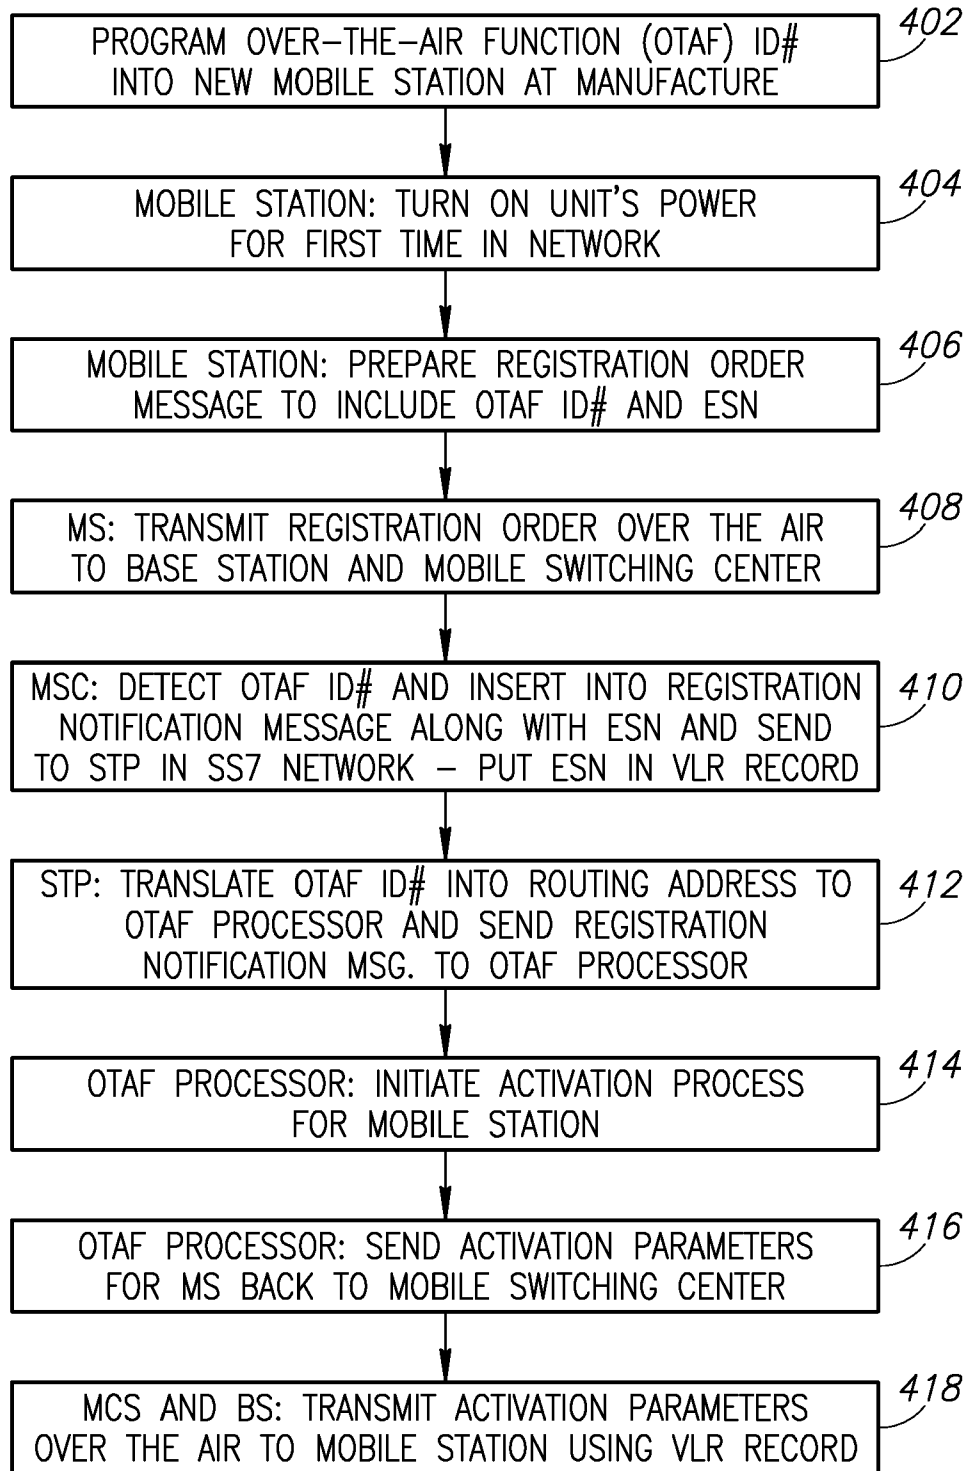 PROGRAM OVER-THE-AIR FUNCTION (OTAF) ID#
INTO NEW MOBILE STATION AT MANUFACTURE
402
MOBILE STATION: TURN ON UNIT'S POWER
FOR FIRST TIME IN NETWORK
404
MOBILE STATION: PREPARE REGISTRATION ORDER
MESSAGE TO INCLUDE OTAF ID# AND ESN
406
MS: TRANSMIT REGISTRATION ORDER OVER THE AIR
TO BASE STATION AND MOBILE SWITCHING CENTER
408
MSC: DETECT OTAF ID# AND INSERT INTO REGISTRATION
NOTIFICATION MESSAGE ALONG WITH ESN AND SEND
TO STP IN SS7 NETWORK – PUT ESN IN VLR RECORD
410
STP: TRANSLATE OTAF ID# INTO ROUTING ADDRESS TO
OTAF PROCESSOR AND SEND REGISTRATION
NOTIFICATION MSG. TO OTAF PROCESSOR
412
OTAF PROCESSOR: INITIATE ACTIVATION PROCESS
FOR MOBILE STATION
414
OTAF PROCESSOR: SEND ACTIVATION PARAMETERS
FOR MS BACK TO MOBILE SWITCHING CENTER
416
MCS AND BS: TRANSMIT ACTIVATION PARAMETERS
OVER THE AIR TO MOBILE STATION USING VLR RECORD
418